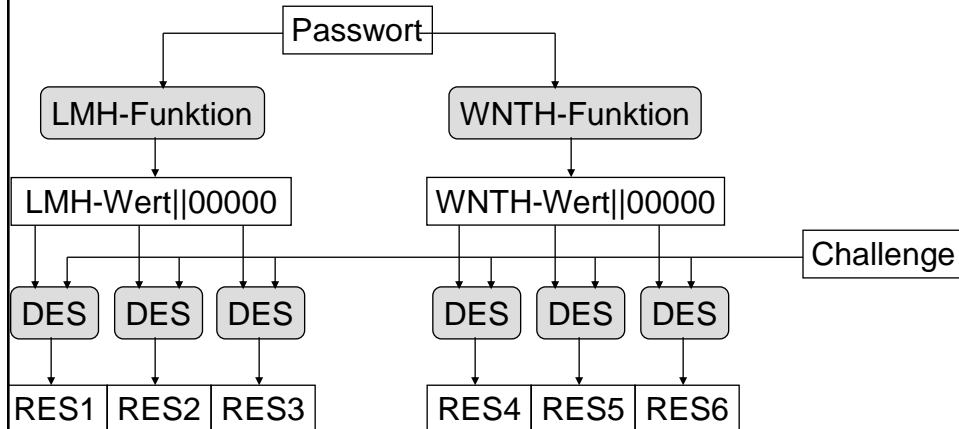 Passwort
LMH-Funktion WNTH-Funktion
LMH-Wert||00000 WNTH-Wert||00000
Challenge
DES DES DES DES DES DES
RES1 RES2 RES3 RES4 RES5 RES6